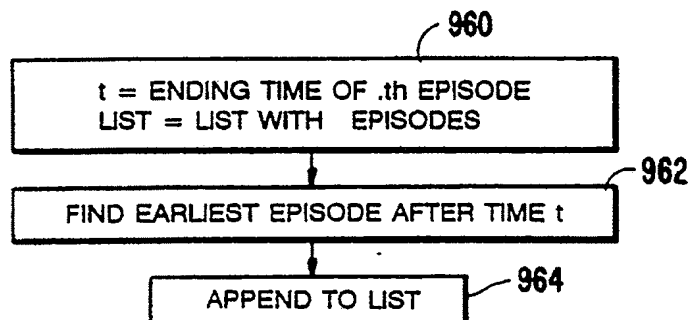 960
t = ENDING TIME OF .th EPISODE
LIST = LIST WITH EPISODES
962
FIND EARLIEST EPISODE AFTER TIME t
964
APPEND TO LIST